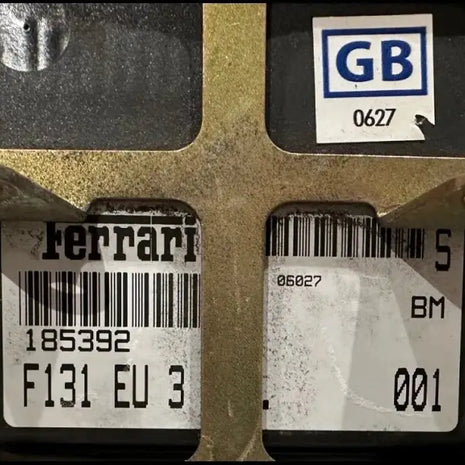 GB
0627
Ferrari
S
06027
BM
185392
F131 EU 3
. 001